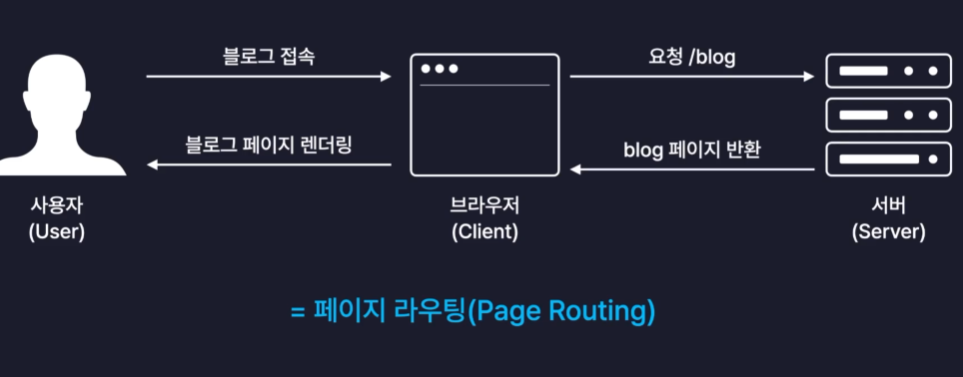 블로그 접속
요청 /blog
블로그 페이지 렌더링
blog 페이지 반환
사용자
(User)
브라우저
(Client)
서버
(Server)
= 페이지 라우팅(Page Routing)